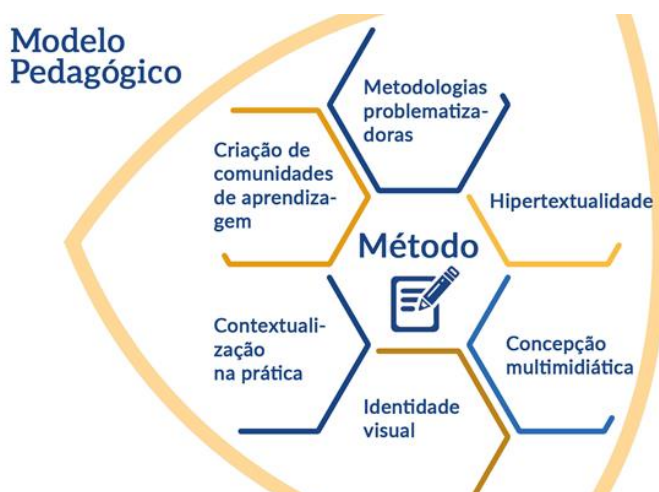 Modelo
Pedagógico
Metodologias
problematiza-
doras
Criação de
comunidades
de aprendiza-
gem
Hipertextualidade
Método
Contextuali-
zação
na prática
Concepção
multimidiática
Identidade
visual